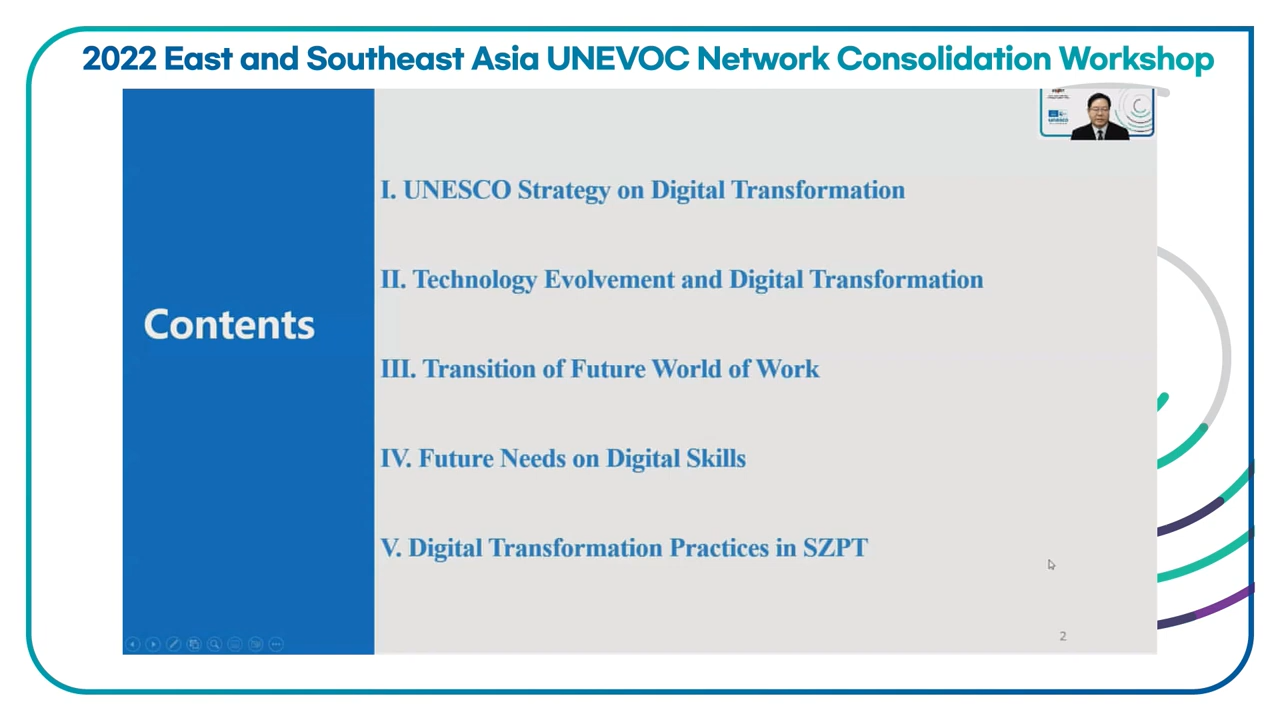 2022 East and Southeast Asia UNEVOC Network Consolidation Workshop
Contents
I. UNESCO Strategy on Digital Transformation
II. Technology Evolvement and Digital Transformation
III. Transition of Future World of Work
IV. Future Needs on Digital Skills
V. Digital Transformation Practices in SZPT
2